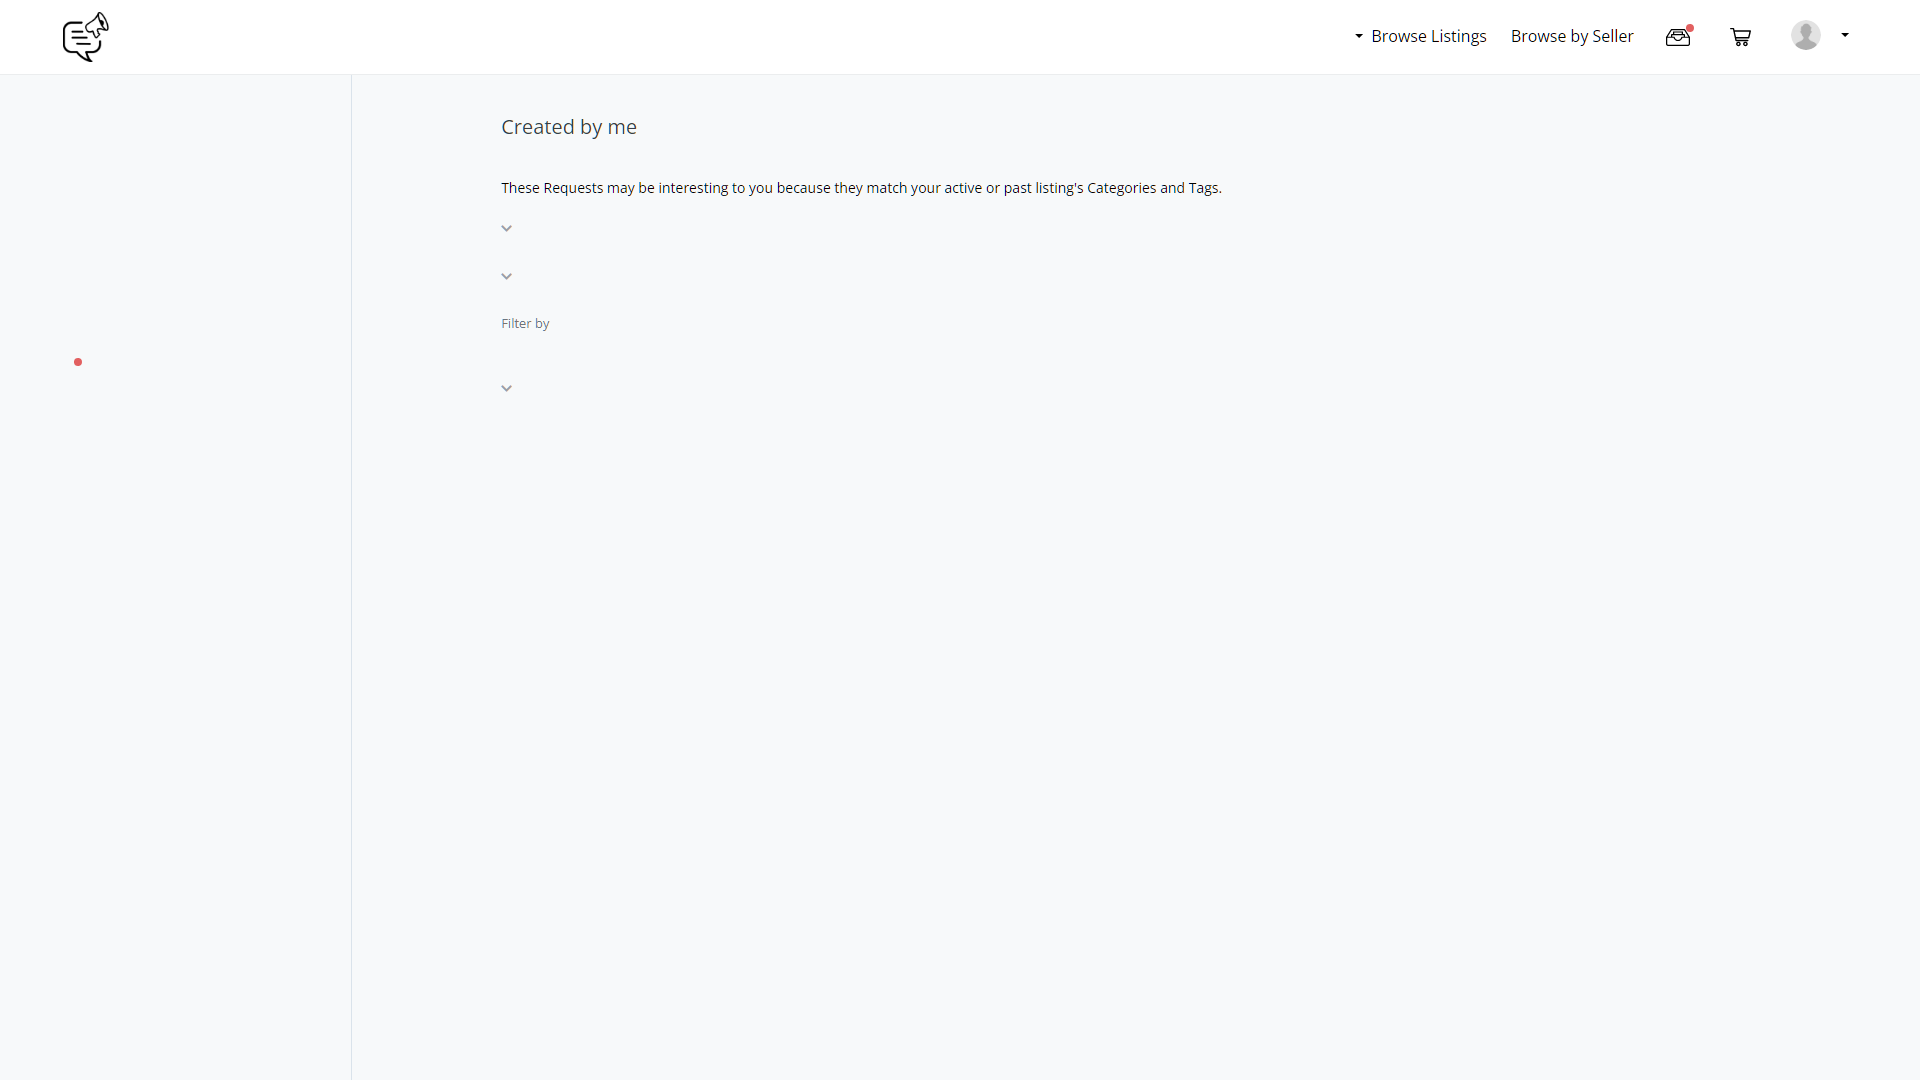 Browse Listings
Browse by Seller
Created by me
These Requests may be interesting to you because they match your active or past listing's Categories and Tags.
Filter by